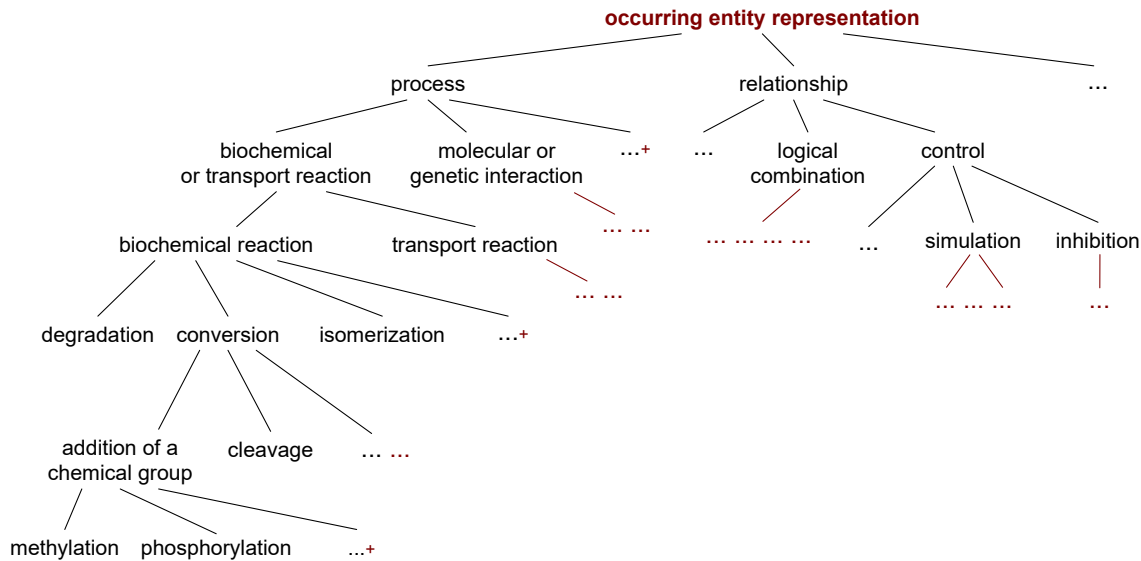 occurring entity representation
process
relationship
...
biochemical
or transport reaction
molecular or
genetic interaction
...+
...
logical
combination
control
biochemical reaction
transport reaction
... ...
... ... ... ...
...
simulation
inhibition
... ...
... ... ...
...
degradation
conversion
isomerization
...+
addition of a
chemical group
cleavage
... ...
methylation
phosphorylation
...+